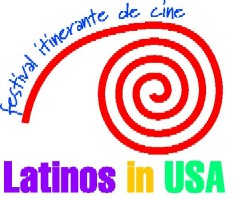 festival itinerante de cine
Latinos in USA